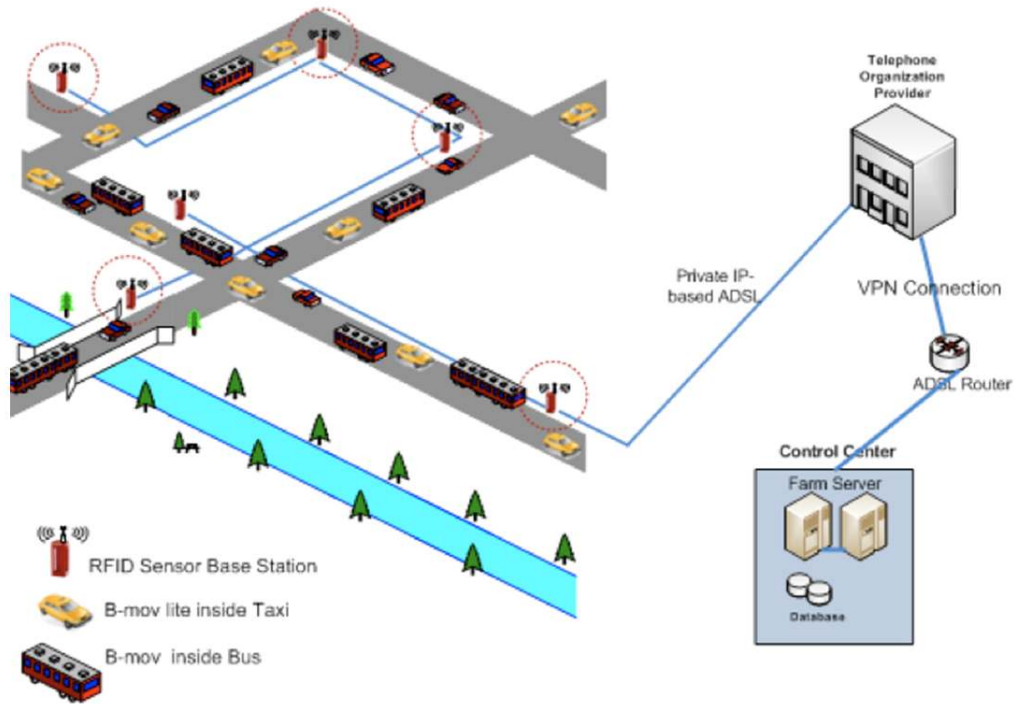 Telephone
Organization
Provider
Private IP-
based ADSL
VPN Connection
ADSL Router
Control Center
Farm Server
Database
RFID Sensor Base Station
B-mov lite inside Taxi
B-mov  inside Bus